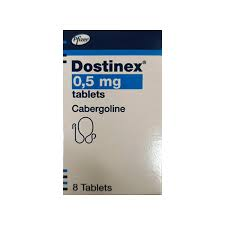 Pfizer
Dostinex®
0,5 mg
tablets
Cabergoline
8 Tablets